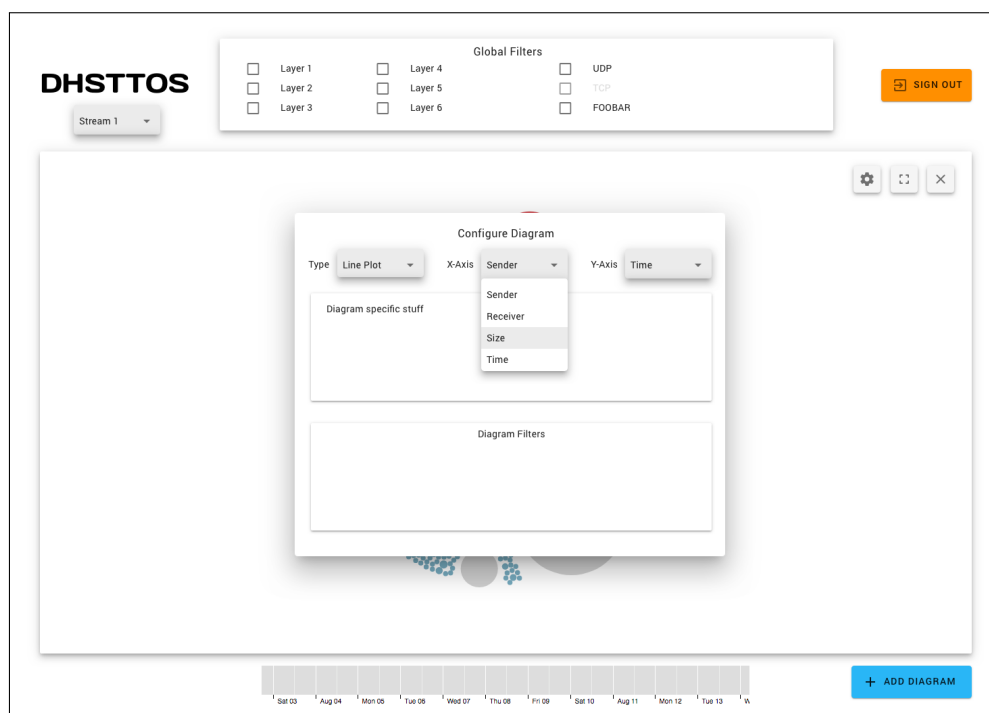 Global Filters
Layer 1 Layer 4 UDP
DHSTTOS
Layer 2 Layer 5 TCP
SIGN OUT
Layer 3 Layer 6 FOOBAR
Stream 1
Configure Diagram
Type Line Plot X-Axis Sender Y-Axis Time
Sender
Diagram specific stuff
Receiver
Size
Time
Diagram Filters
ADD DIAGRAM
Sat 03 Aug 04 Mon 05 Tue 06 Wed 07 Thu 08 Fri 09 Sat 10 Aug 11 Mon 12 Tue 13